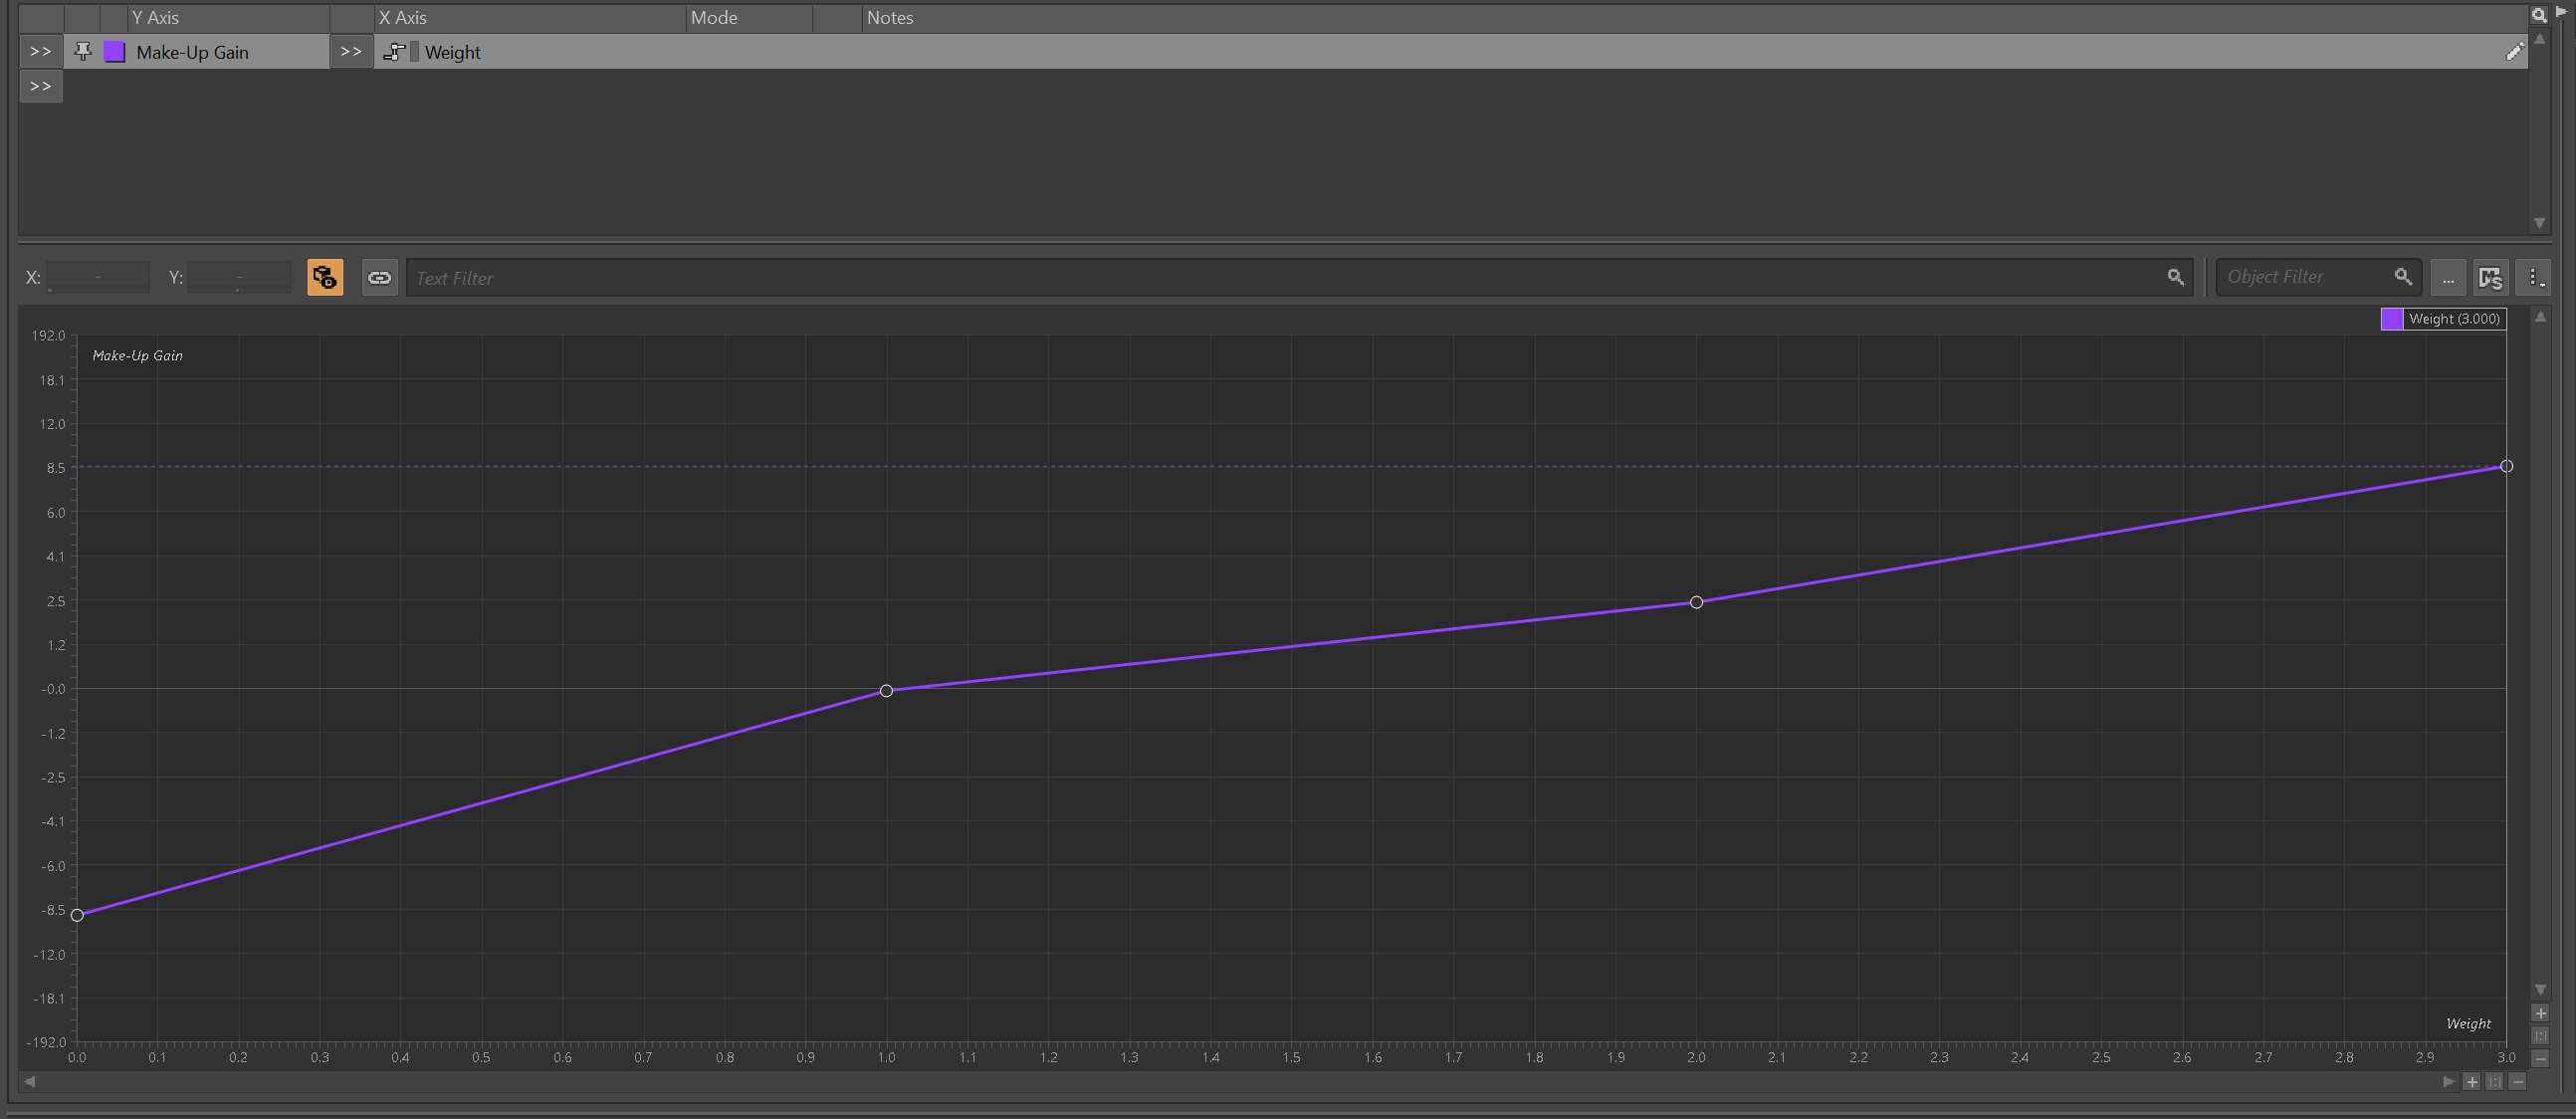 Y Axis X Axis Mode Notes
>> Make-Up Gain >> Weight
>>
X: - Y: - Text Filter Object Filter ... MS
Weight (3.000)
192.0
Make-Up Gain
18.1
12.0
8.5
6.0
4.1
2.5
1.2
-0.0
-1.2
-2.5
-4.1
-6.0
-8.5
-12.0
-18.1
Weight
-192.0
0.0 0.1 0.2 0.3 0.4 0.5 0.6 0.7 0.8 0.9 1.0 1.1 1.2 1.3 1.4 1.5 1.6 1.7 1.8 1.9 2.0 2.1 2.2 2.3 2.4 2.5 2.6 2.7 2.8 2.9 3.0